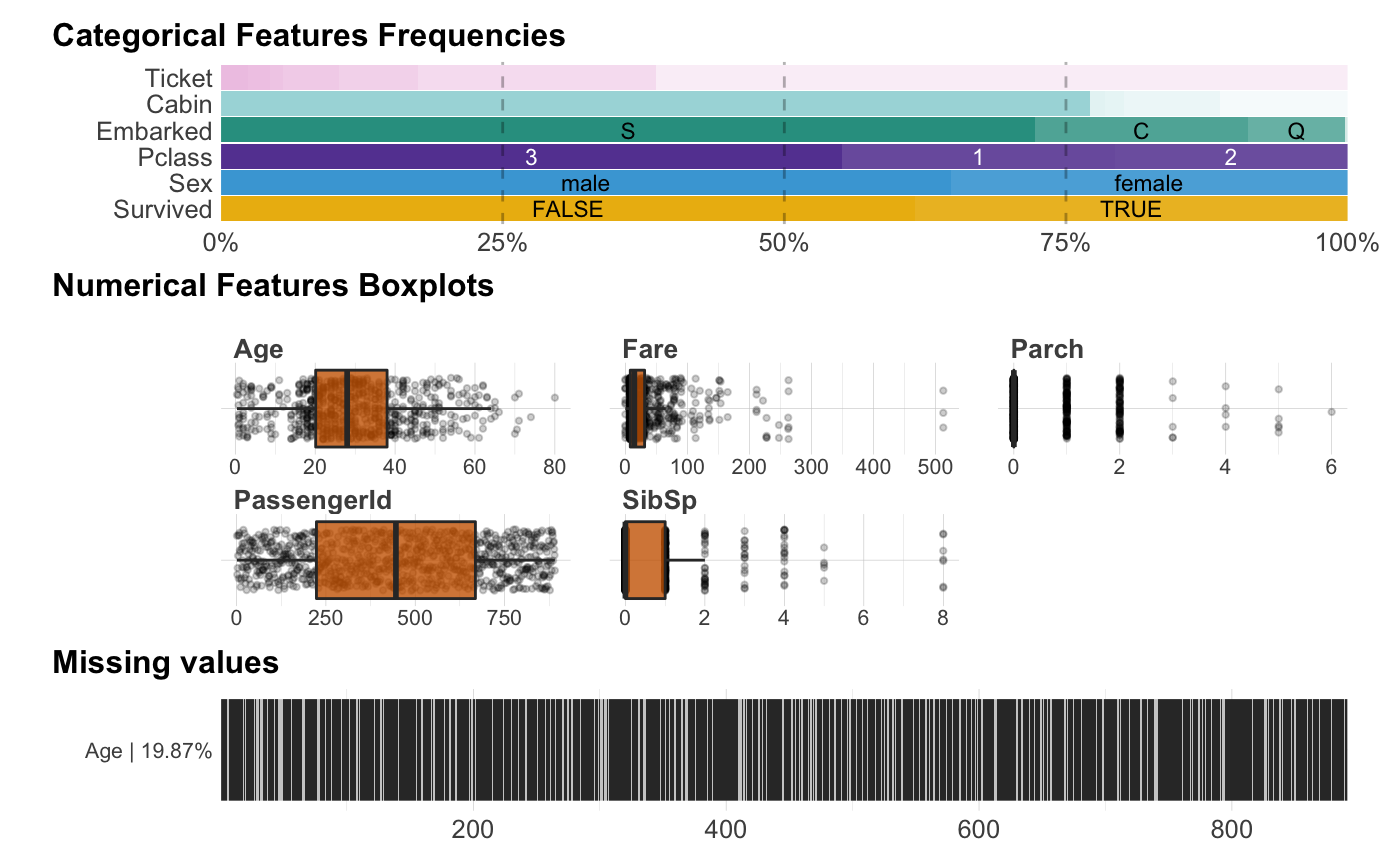 Categorical Features Frequencies
Ticket
Cabin
Embarked S C Q
Pclass 3 1 2
Sex male female
Survived FALSE TRUE
0% 25% 50% 75% 100%
Numerical Features Boxplots
Age Fare Parch
0 20 40 60 80 0 100 200 300 400 500 0 2 4 6
PassengerId SibSp
0 250 500 750 0 2 4 6 8
Missing values
Age | 19.87%
200 400 600 800